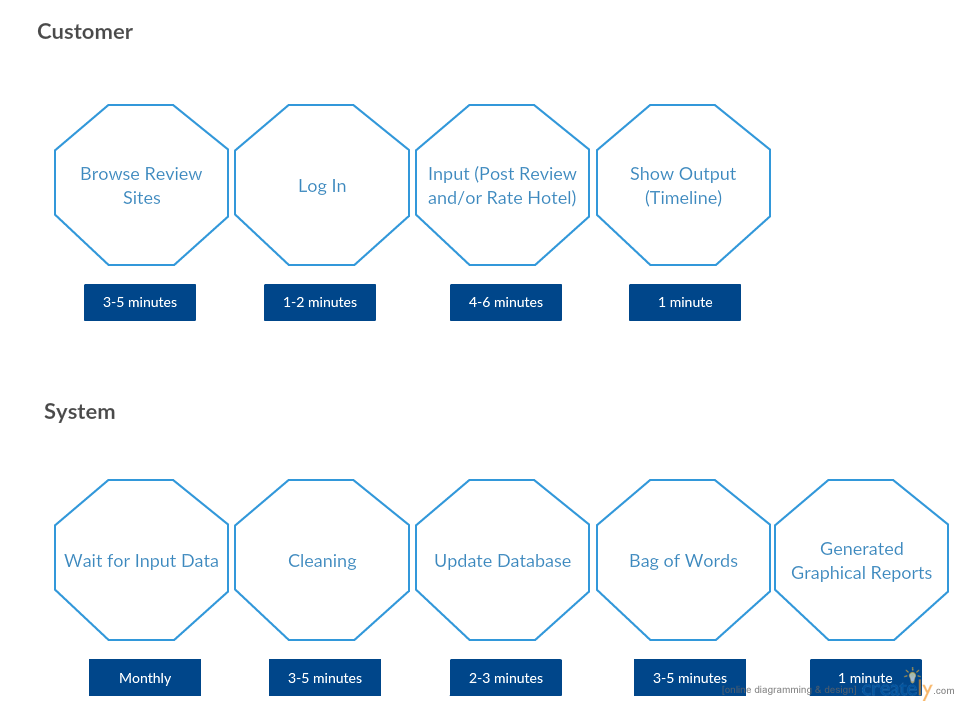 Customer
Browse Review
Sites
Log In
Input (Post Review
and/or Rate Hotel)
Show Output
(Timeline)
3-5 minutes
1-2 minutes
4-6 minutes
1 minute
System
Wait for Input Data
Cleaning
Update Database
Bag of Words
Generated
Graphical Reports
Monthly
3-5 minutes
2-3 minutes
3-5 minutes
1 minute
[online diagramming & design] creately.com